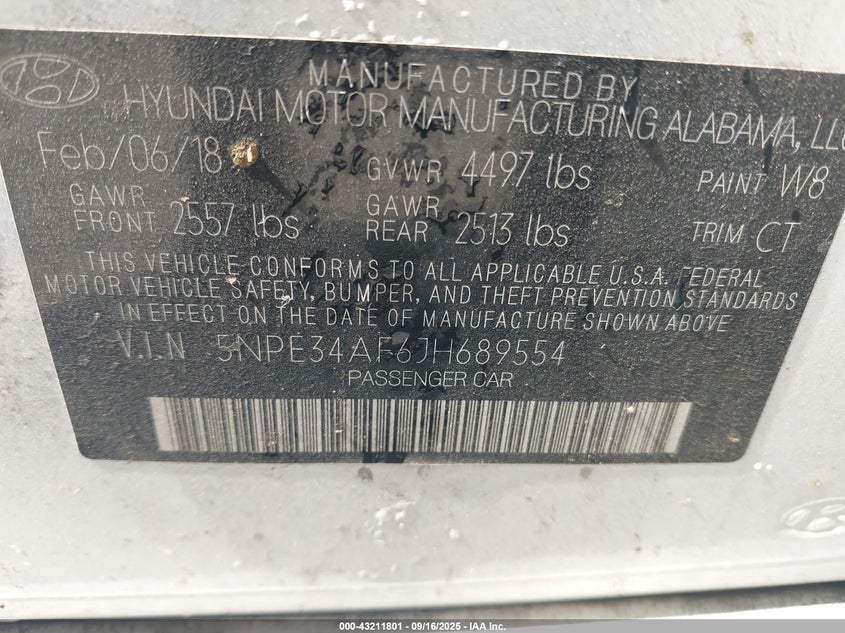 MANUFACTURED BY
HYUNDAI MOTOR MANUFACTURING ALABAMA, LLC
Feb/06/18 GVWR 4497 lbs PAINT W8
GAWR FRONT 2557 lbs GAWR REAR 2513 lbs TRIM CT
THIS VEHICLE CONFORMS TO ALL APPLICABLE U.S.A. FEDERAL
MOTOR VEHICLE SAFETY, BUMPER, AND THEFT PREVENTION STANDARDS
IN EFFECT ON THE DATE OF MANUFACTURE SHOWN ABOVE
V.I.N 5NPE34AF6JH689554
PASSENGER CAR
000-43211801 - 09/16/2025 - IAA Inc.